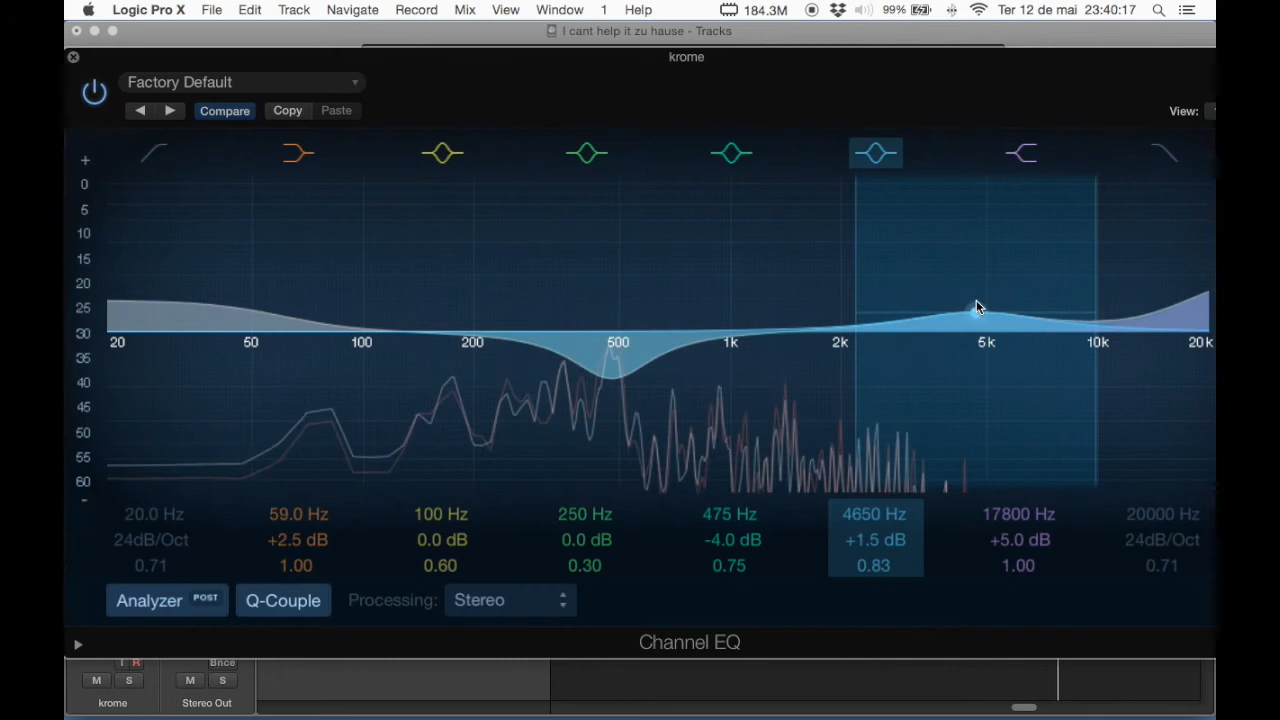 Logic Pro X File Edit Track Navigate Record Mix View Window 1 Help 184.3M 99% Ter 12 de mai 23:40:17
I cant help it zu hause - Tracks
krome
Factory Default
Compare Copy Paste View:
+
0
5
10
15
20
25
30
35
40
45
50
55
60
-
20 50 100 200 500 1k 2k 5k 10k 20k
20.0 Hz 59.0 Hz 100 Hz 250 Hz 475 Hz 4650 Hz 17800 Hz 20000 Hz
24dB/Oct +2.5 dB 0.0 dB 0.0 dB -4.0 dB +1.5 dB +5.0 dB 24dB/Oct
0.71 1.00 0.60 0.30 0.75 0.83 1.00 0.71
Analyzer POST Q-Couple Processing: Stereo
Channel EQ
I R Bnce
M S M S
krome Stereo Out